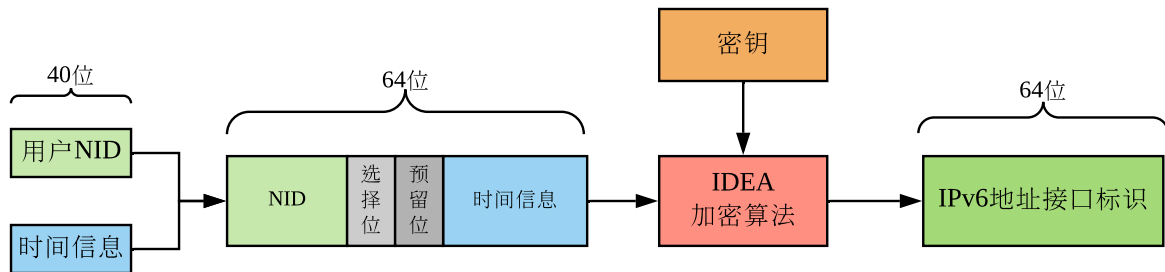 40位
用户NID
时间信息
64位
NID
选择位
预留位
时间信息
密钥
IDEA
加密算法
64位
IPv6地址接口标识